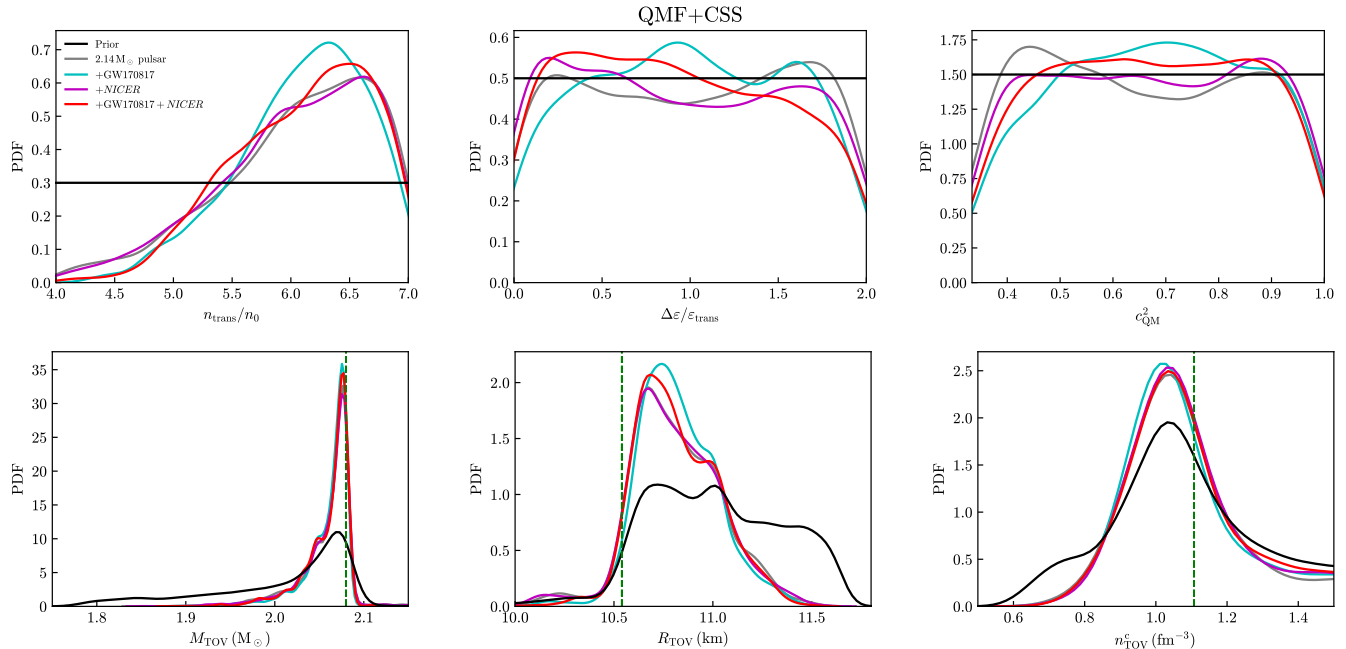 QMF+CSS
Prior
2.14 M⊙ pulsar
+GW170817
+NICER
+GW170817 + NICER
PDF
0.7
0.6
0.5
0.4
0.3
0.2
0.1
0.0
4.0 4.5 5.0 5.5 6.0 6.5 7.0
n_trans/n_0
PDF
0.6
0.5
0.4
0.3
0.2
0.1
0.0
0.0 0.5 1.0 1.5 2.0
Δε/ε_trans
PDF
1.75
1.50
1.25
1.00
0.75
0.50
0.25
0.00
0.4 0.5 0.6 0.7 0.8 0.9 1.0
c²_QM
PDF
35
30
25
20
15
10
5
0
1.8 1.9 2.0 2.1
M_TOV (M⊙)
PDF
2.0
1.5
1.0
0.5
0.0
10.0 10.5 11.0 11.5
R_TOV (km)
PDF
2.5
2.0
1.5
1.0
0.5
0.0
0.6 0.8 1.0 1.2 1.4
n^c_TOV (fm⁻³)